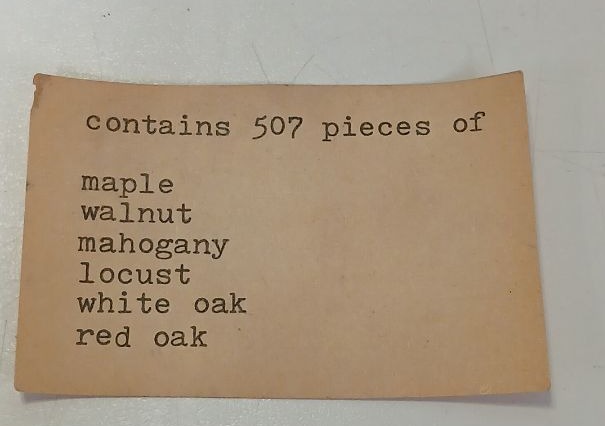 contains 507 pieces of
maple
walnut
mahogany
locust
white oak
red oak